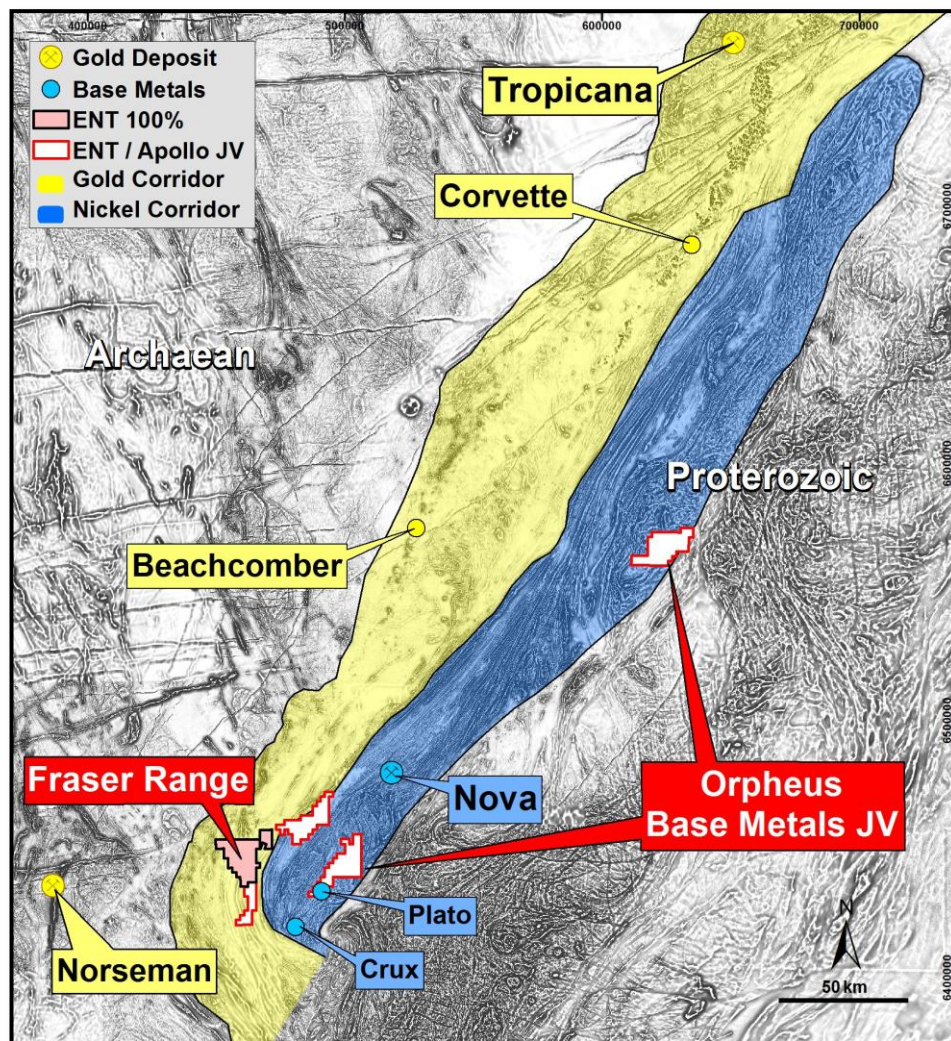 400000
500000
600000
700000
Gold Deposit
Base Metals
ENT 100%
ENT / Apollo JV
Gold Corridor
Nickel Corridor
Tropicana
Corvette
6700000
Archaean
Proterozoic
6600000
Beachcomber
6500000
Fraser Range
Nova
Orpheus
Base Metals JV
Plato
Norseman
Crux
N
50 km
6400000